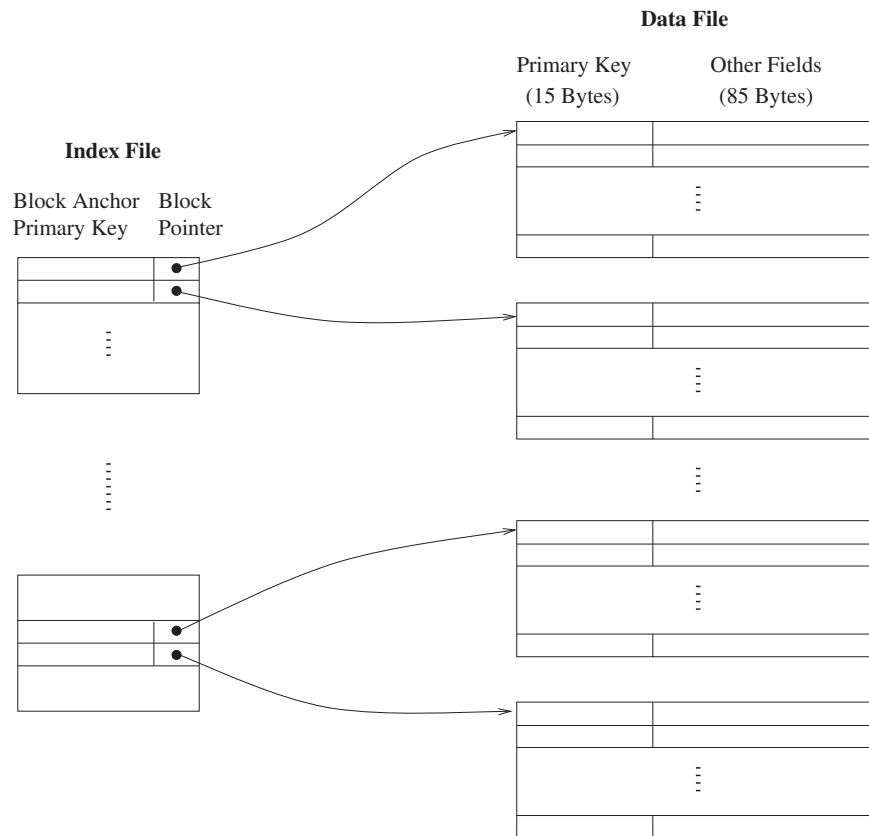 Data File
Primary Key Other Fields
(15 Bytes) (85 Bytes)
Index File
Block Anchor Block
Primary Key Pointer